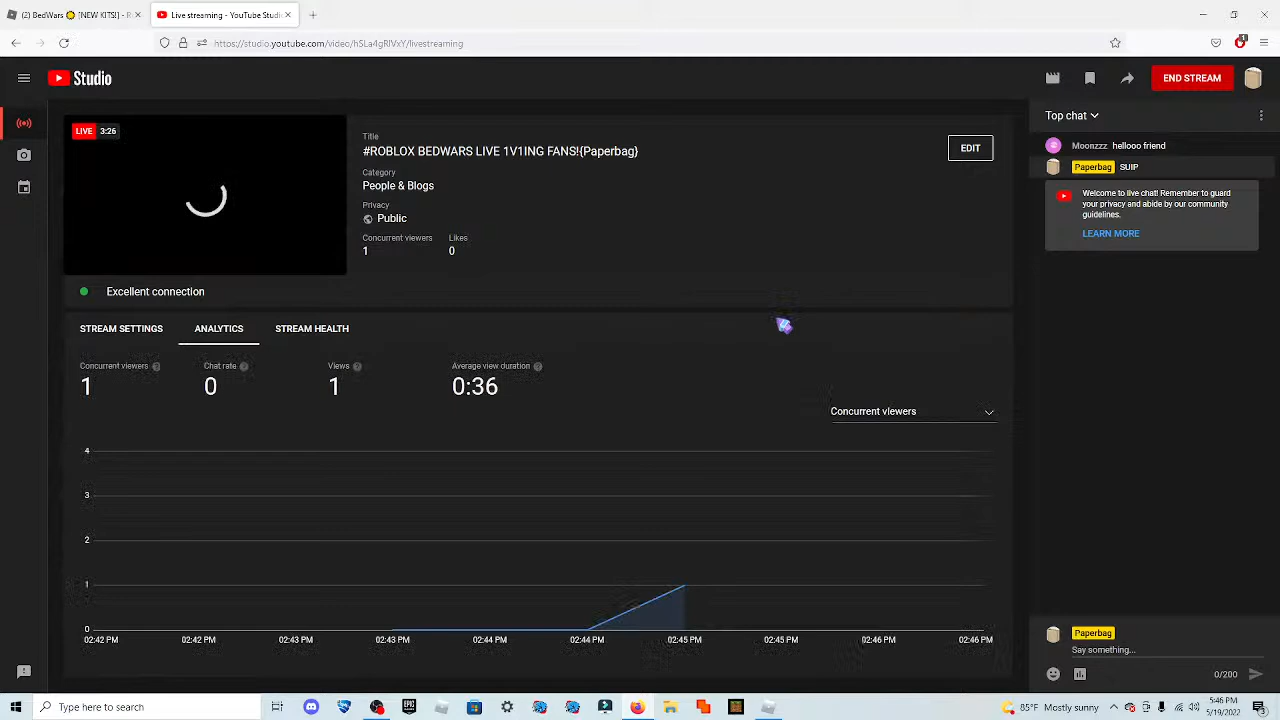 (2) BedWars 🌻 [NEW KITS!] - R
Live streaming - YouTube Studi
https://studio.youtube.com/video/hSLa4gRlVxY/livestreaming
Studio
END STREAM
LIVE 3:26
Title
#ROBLOX BEDWARS LIVE 1V1ING FANS!{Paperbag}
EDIT
Category
People & Blogs
Privacy
Public
Concurrent viewers Likes
1 0
Excellent connection
STREAM SETTINGS ANALYTICS STREAM HEALTH
Concurrent viewers Chat rate Views Average view duration
1 0 1 0:36
Concurrent viewers
4
3
2
1
0
02:42 PM 02:42 PM 02:43 PM 02:43 PM 02:44 PM 02:44 PM 02:45 PM 02:45 PM 02:46 PM 02:46 PM
Top chat
Moonzzz hellooo friend
Paperbag SUIP
Welcome to live chat! Remember to guard
your privacy and abide by our community
guidelines.
LEARN MORE
Paperbag
Say something...
0/200
Type here to search
EPIC
85°F Mostly sunny
5:46 PM
5/19/2022